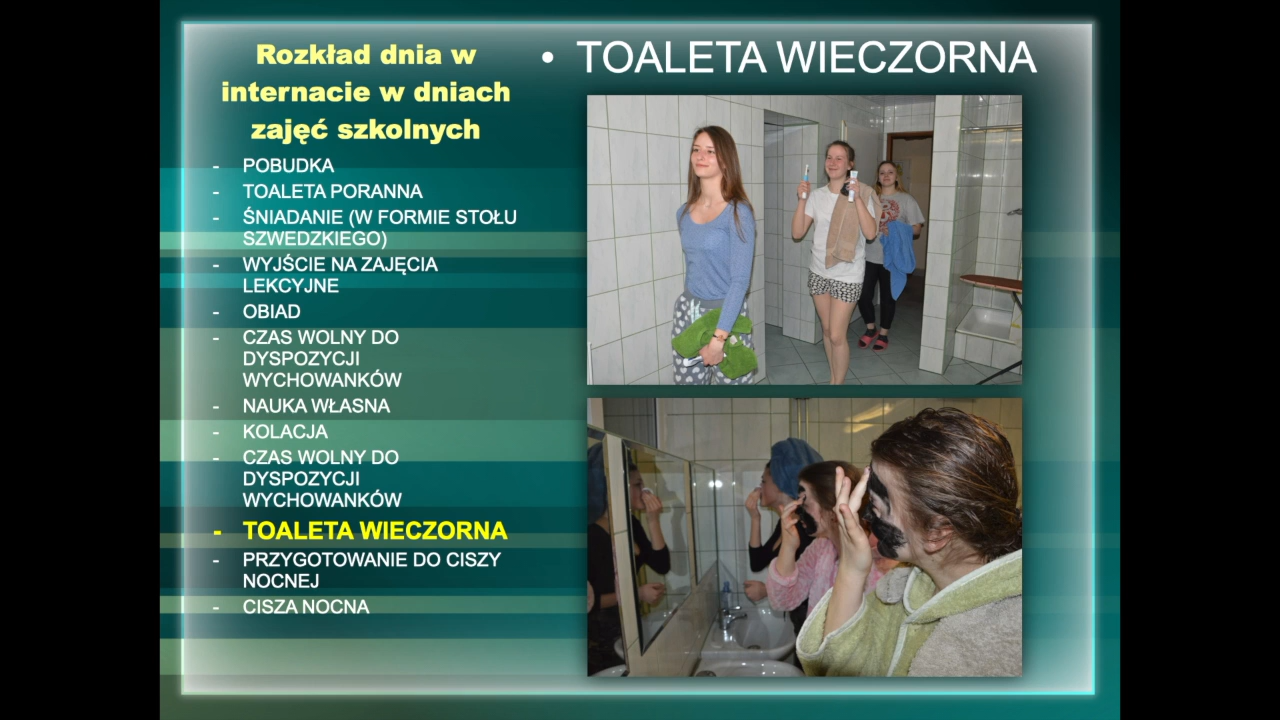 Rozkład dnia w
internacie w dniach
zajęć szkolnych
- POBUDKA
- TOALETA PORANNA
- ŚNIADANIE (W FORMIE STOŁU
SZWEDZKIEGO)
- WYJŚCIE NA ZAJĘCIA
LEKCYJNE
- OBIAD
- CZAS WOLNY DO
DYSPOZYCJI
WYCHOWANKÓW
- NAUKA WŁASNA
- KOLACJA
- CZAS WOLNY DO
DYSPOZYCJI
WYCHOWANKÓW
- TOALETA WIECZORNA
- PRZYGOTOWANIE DO CISZY
NOCNEJ
- CISZA NOCNA
• TOALETA WIECZORNA